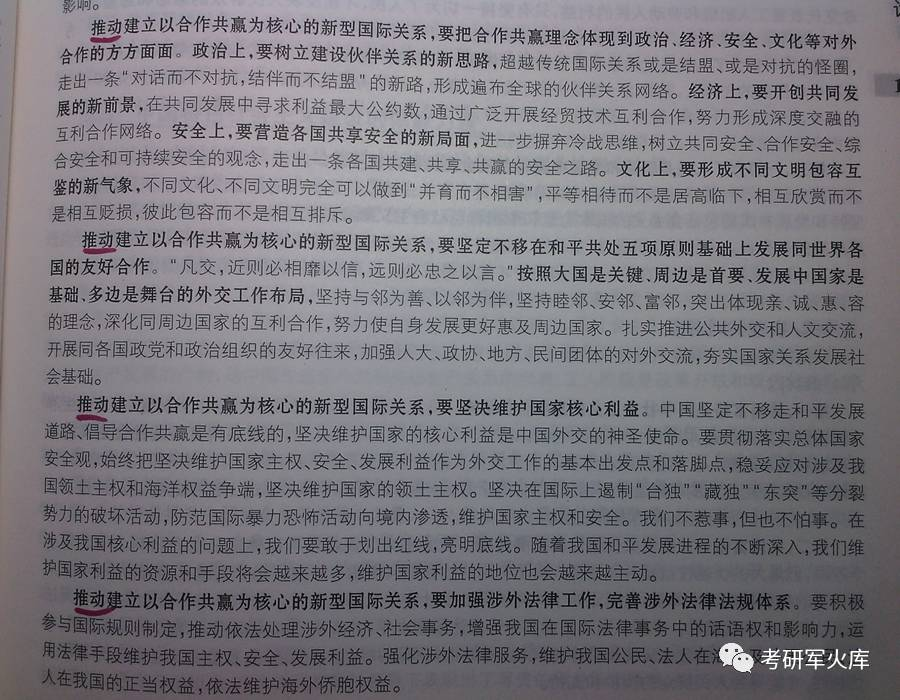 影响。
推动建立以合作共赢为核心的新型国际关系，要把合作共赢理念体现到政治、经济、安全、文化等对外
合作的方方面面。政治上，要树立建设伙伴关系的新思路，超越传统国际关系或是结盟、或是对抗的怪圈，
走出一条“对话而不对抗，结伴而不结盟”的新路，形成遍布全球的伙伴关系网络。经济上，要开创共同发
展的新前景，在共同发展中寻求利益最大公约数，通过广泛开展经贸技术互利合作，努力形成深度交融的
互利合作网络。安全上，要营造各国共享安全的新局面，进一步摒弃冷战思维，树立共同安全、合作安全、综
合安全和可持续安全的观念，走出一条各国共建、共享、共赢的安全之路。文化上，要形成不同文明包容互
鉴的新气象，不同文化、不同文明完全可以做到“并育而不相害”，平等相待而不是居高临下，相互欣赏而不
是相互贬损，彼此包容而不是相互排斥。
推动建立以合作共赢为核心的新型国际关系，要坚定不移在和平共处五项原则基础上发展同世界各
国的友好合作。“凡交，近则必相靡以信，远则必忠之以言。”按照大国是关键、周边是首要、发展中国家是
基础、多边是舞台的外交工作布局，坚持与邻为善、以邻为伴，坚持睦邻、安邻、富邻，突出体现亲、诚、惠、容
的理念，深化同周边国家的互利合作，努力使自身发展更好惠及周边国家。扎实推进公共外交和人文交流，
开展同各国政党和政治组织的友好往来，加强人大、政协、地方、民间团体的对外交流，夯实国家关系发展社
会基础。
推动建立以合作共赢为核心的新型国际关系，要坚决维护国家核心利益。中国坚定不移走和平发展
道路、倡导合作共赢是有底线的，坚决维护国家的核心利益是中国外交的神圣使命。要贯彻落实总体国家
安全观，始终把坚决维护国家主权、安全、发展利益作为外交工作的基本出发点和落脚点，稳妥应对涉及我
国领土主权和海洋权益争端，坚决维护国家的领土主权。坚决在国际上遏制“台独”“藏独”“东突”等分裂
势力的破坏活动，防范国际暴力恐怖活动向境内渗透，维护国家主权和安全。我们不惹事，但也不怕事。在
涉及我国核心利益的问题上，我们要敢于划出红线，亮明底线。随着我国和平发展进程的不断深入，我们维
护国家利益的资源和手段将会越来越多，维护国家利益的地位也会越来越主动。
推动建立以合作共赢为核心的新型国际关系，要加强涉外法律工作，完善涉外法律法规体系。要积极
参与国际规则制定，推动依法处理涉外经济、社会事务，增强我国在国际法律事务中的话语权和影响力，运
用法律手段维护我国主权、安全、发展利益。强化涉外法律服务，维护我国公民、法人在海 及
人在我国的正当权益，依法维护海外侨胞权益。
考研军火库